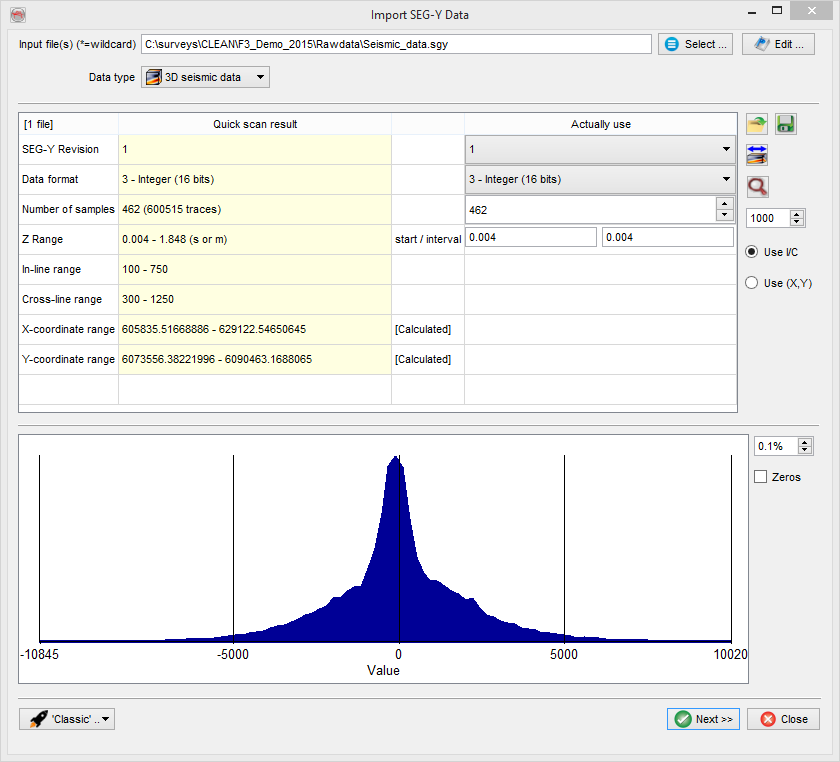 Import SEG-Y Data
Input file(s) (*=wildcard) C:\surveys\CLEAN\F3_Demo_2015\Rawdata\Seismic_data.sgy Select ... Edit ...
Data type 3D seismic data
[1 file] Quick scan result Actually use
SEG-Y Revision 1 1
Data format 3 - Integer (16 bits) 3 - Integer (16 bits)
Number of samples 462 (600515 traces) 462 1000
Z Range 0.004 - 1.848 (s or m) start / interval 0.004 0.004
Use I/C
In-line range 100 - 750
Use (X,Y)
Cross-line range 300 - 1250
X-coordinate range 605835.51668886 - 629122.54650645 [Calculated]
Y-coordinate range 6073556.38221996 - 6090463.1688065 [Calculated]
0.1%
Zeros
-10845 -5000 0 5000 10020
Value
'Classic' .. Next >> Close